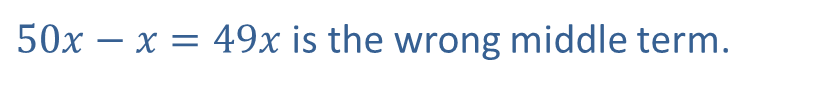 50x − x = 49x is the wrong middle term.